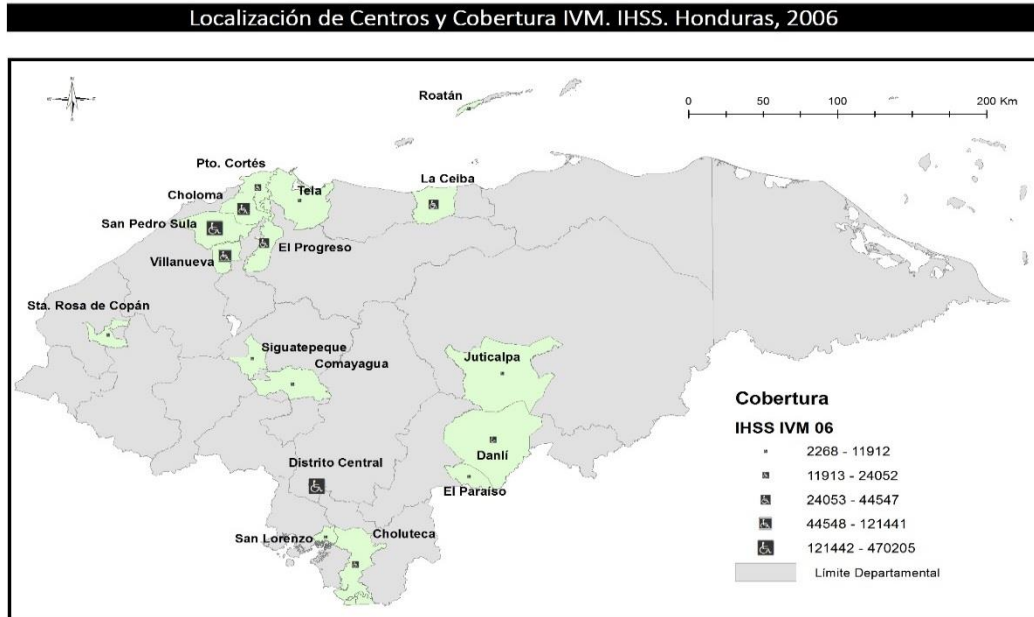 Localización de Centros y Cobertura IVM. IHSS. Honduras, 2006
Roatán
0 50 100 200 Km
Pto. Cortés
La Ceiba
Choloma
Tela
San Pedro Sula
El Progreso
Villanueva
Sta. Rosa de Copán
Siguatepeque
Comayagua
Juticalpa
Distrito Central
Danlí
El Paraíso
San Lorenzo
Choluteca
Cobertura
IHSS IVM 06
2268 - 11912
11913 - 24052
24053 - 44547
44548 - 121441
121442 - 470205
Límite Departamental